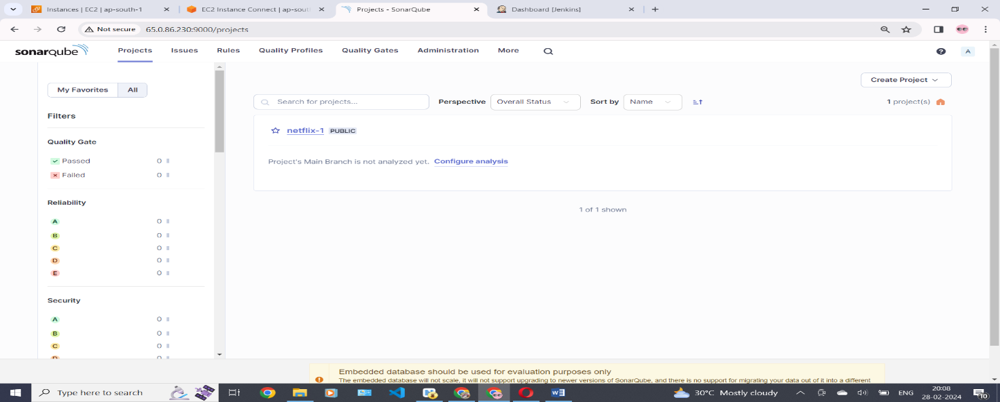 Instances | EC2 | ap-south-1
EC2 Instance Connect | ap-sout
Projects - SonarQube
Dashboard [Jenkins]
Not secure
65.0.86.230:9000/projects
sonarqube
Projects
Issues
Rules
Quality Profiles
Quality Gates
Administration
More
?
A
My Favorites
All
Create Project
Search for projects...
Perspective
Overall Status
Sort by
Name
1 project(s)
Filters
Quality Gate
Passed 0
Failed 0
Reliability
A 0
B 0
C 0
D 0
E 0
Security
A 0
B 0
C 0
D 0
netflix-1 PUBLIC
Project's Main Branch is not analyzed yet. Configure analysis
1 of 1 shown
Embedded database should be used for evaluation purposes only
The embedded database will not scale, it will not support upgrading to newer versions of SonarQube, and there is no support for migrating your data out of it into a different
Type here to search
30°C Mostly cloudy
ENG
20:08
28-02-2024
10